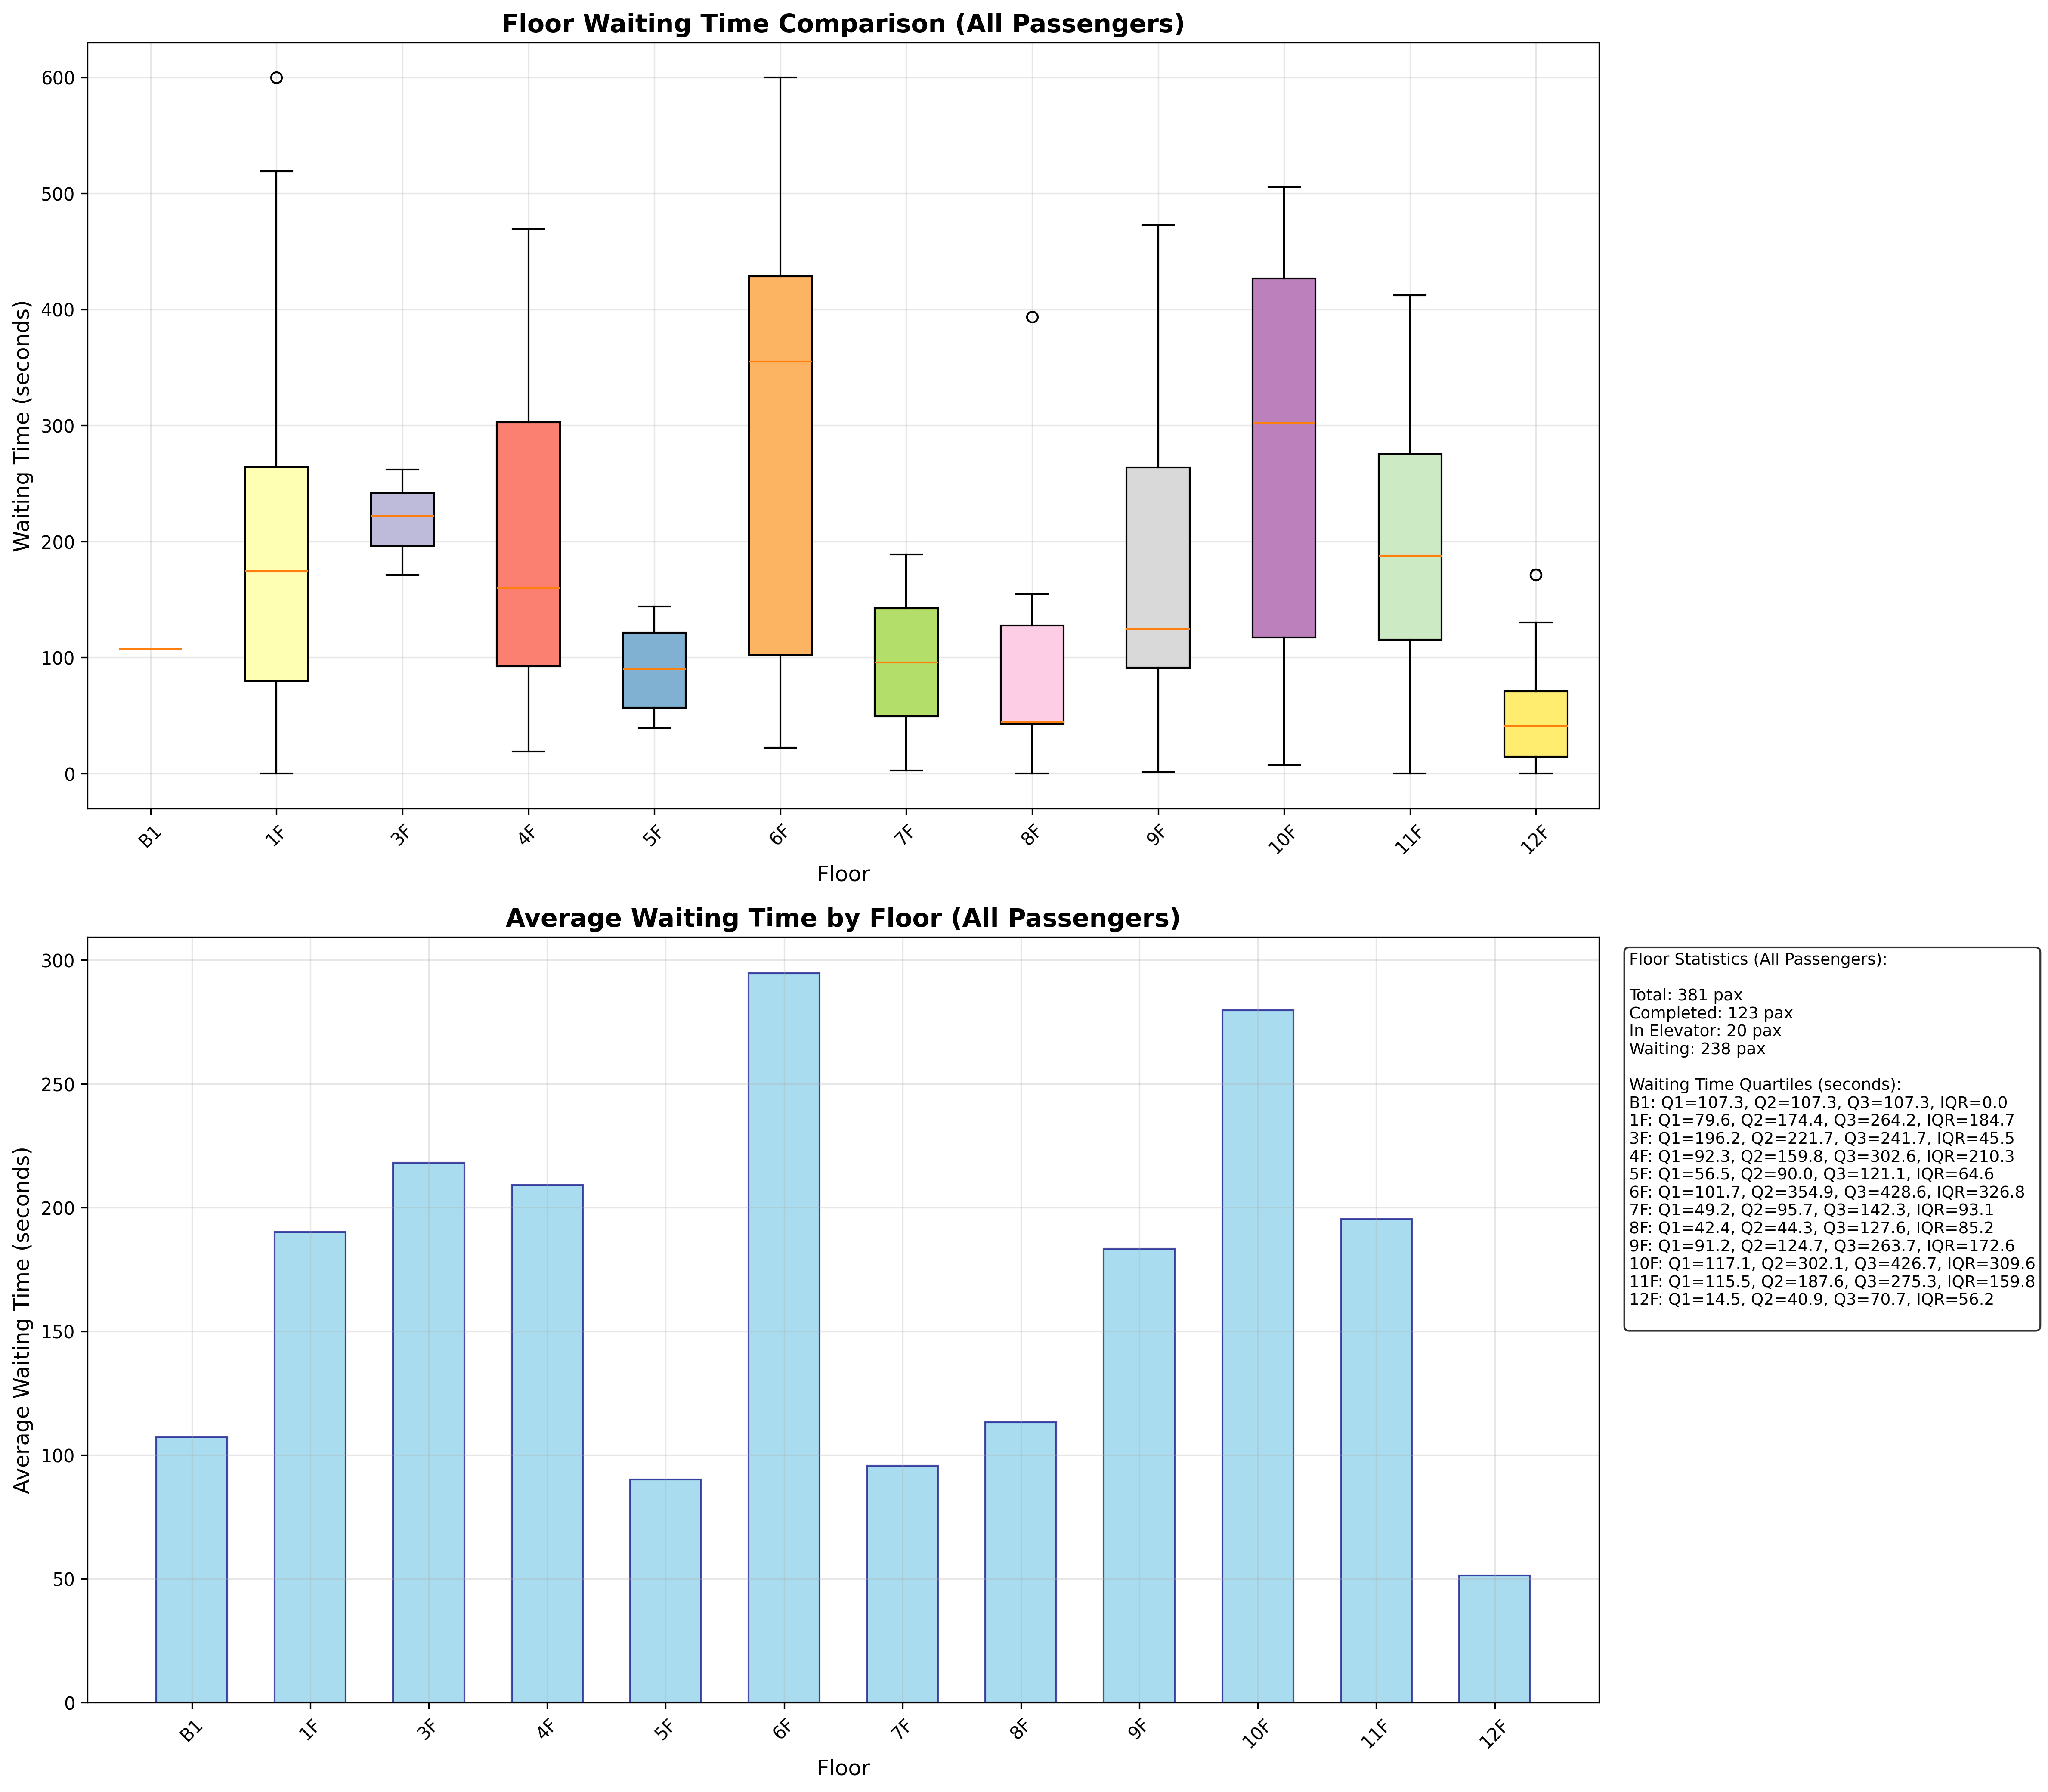 Floor Waiting Time Comparison (All Passengers)
Waiting Time (seconds)
600
500
400
300
200
100
0
B1
1F
3F
4F
5F
6F
7F
8F
9F
10F
11F
12F
Floor
Average Waiting Time by Floor (All Passengers)
Average Waiting Time (seconds)
300
250
200
150
100
50
0
B1
1F
3F
4F
5F
6F
7F
8F
9F
10F
11F
12F
Floor
Floor Statistics (All Passengers):
Total: 381 pax
Completed: 123 pax
In Elevator: 20 pax
Waiting: 238 pax
Waiting Time Quartiles (seconds):
B1: Q1=107.3, Q2=107.3, Q3=107.3, IQR=0.0
1F: Q1=79.6, Q2=174.4, Q3=264.2, IQR=184.7
3F: Q1=196.2, Q2=221.7, Q3=241.7, IQR=45.5
4F: Q1=92.3, Q2=159.8, Q3=302.6, IQR=210.3
5F: Q1=56.5, Q2=90.0, Q3=121.1, IQR=64.6
6F: Q1=101.7, Q2=354.9, Q3=428.6, IQR=326.8
7F: Q1=49.2, Q2=95.7, Q3=142.3, IQR=93.1
8F: Q1=42.4, Q2=44.3, Q3=127.6, IQR=85.2
9F: Q1=91.2, Q2=124.7, Q3=263.7, IQR=172.6
10F: Q1=117.1, Q2=302.1, Q3=426.7, IQR=309.6
11F: Q1=115.5, Q2=187.6, Q3=275.3, IQR=159.8
12F: Q1=14.5, Q2=40.9, Q3=70.7, IQR=56.2